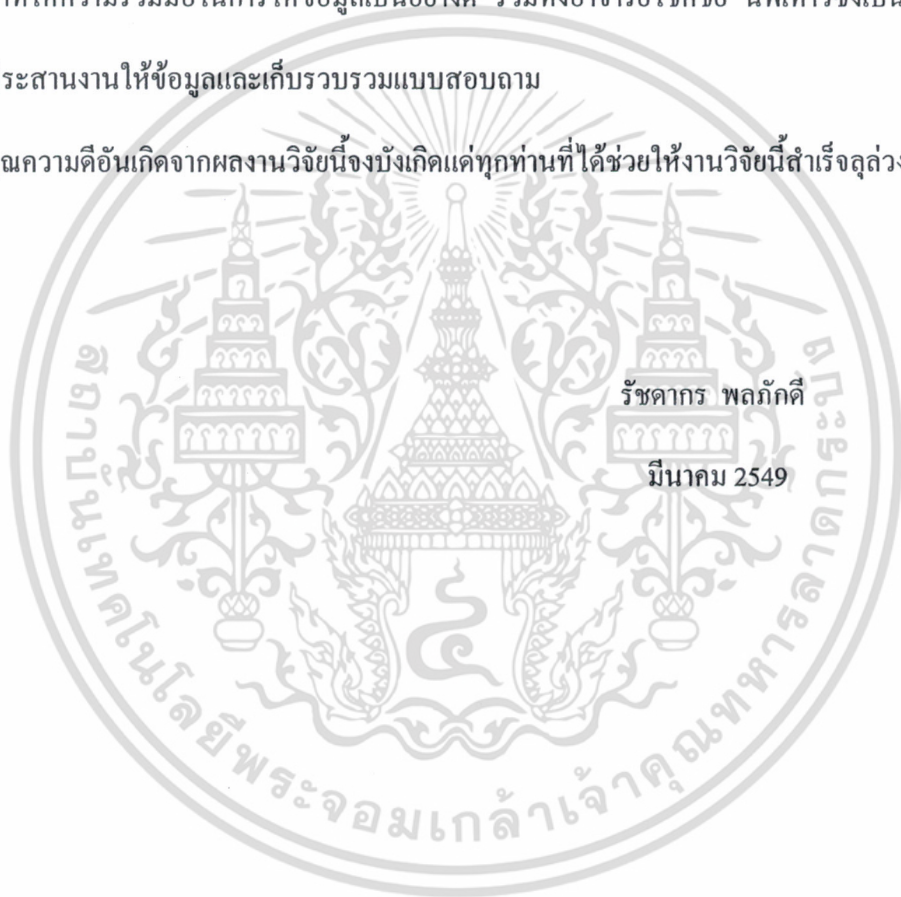 ระสานงานให้ข้อมูลและเก็บรวบรวมแบบสอบถาม
ณความดีอันเกิดจากผลงานวิจัยนี้จงบังเกิดแด่ทุกท่านที่ได้ช่วยให้งานวิจัยนี้สำเร็จลุล่วง
รัชดากร พลภักดี
มีนาคม 2549
สถาบันเทคโนโลยีพระจอมเกล้าเจ้าคุณทหารลาดกระบัง
๔